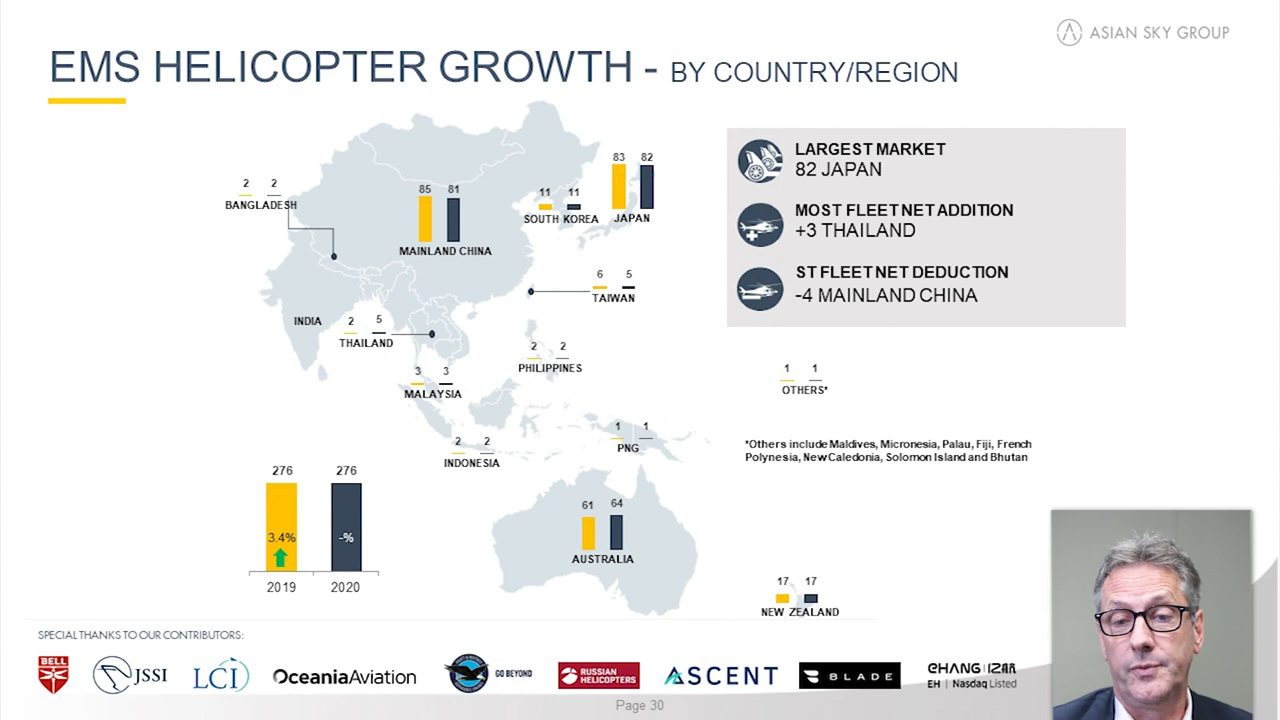 ASIAN SKY GROUP
EMS HELICOPTER GROWTH - BY COUNTRY/REGION
LARGEST MARKET
82 JAPAN
MOST FLEET NET ADDITION
+3 THAILAND
ST FLEET NET DEDUCTION
-4 MAINLAND CHINA
2 2
BANGLADESH
85 81
MAINLAND CHINA
11 11
SOUTH KOREA
83 82
JAPAN
6 5
TAIWAN
INDIA
2 5
THAILAND
2 2
PHILIPPINES
3 3
MALAYSIA
1 1
OTHERS*
2 2
INDONESIA
1 1
PNG
*Others include Maldives, Micronesia, Palau, Fiji, French
Polynesia, New Caledonia, Solomon Island and Bhutan
276 276
3.4% -%
2019 2020
61 64
AUSTRALIA
17 17
NEW ZEALAND
SPECIAL THANKS TO OUR CONTRIBUTORS:
BELL
JSSI
LCI
OceaniaAviation
GO BEYOND
RUSSIAN
HELICOPTERS
ASCENT
BLADE
EHANG 亿航
EH | Nasdaq Listed
Page 30